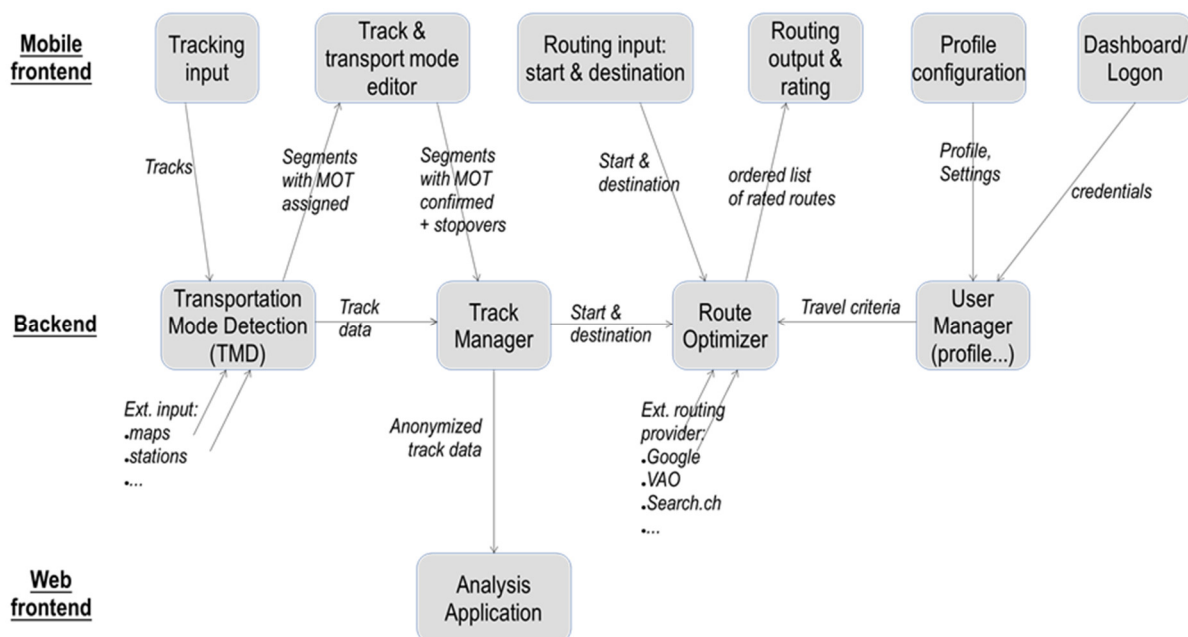 Mobile
frontend
Tracking
input
Track &
transport mode
editor
Routing input:
start & destination
Routing
output &
rating
Profile
configuration
Dashboard/
Logon
Tracks
Segments
with MOT
assigned
Segments
with MOT
confirmed
+ stopovers
Start &
destination
ordered list
of rated routes
Profile,
Settings
credentials
Backend
Transportation
Mode Detection
(TMD)
Track
data
Track
Manager
Start &
destination
Route
Optimizer
Travel criteria
User
Manager
(profile...)
Ext. input:
•maps
•stations
•...
Anonymized
track data
Ext. routing
provider:
•Google
•VAO
•Search.ch
•...
Web
frontend
Analysis
Application